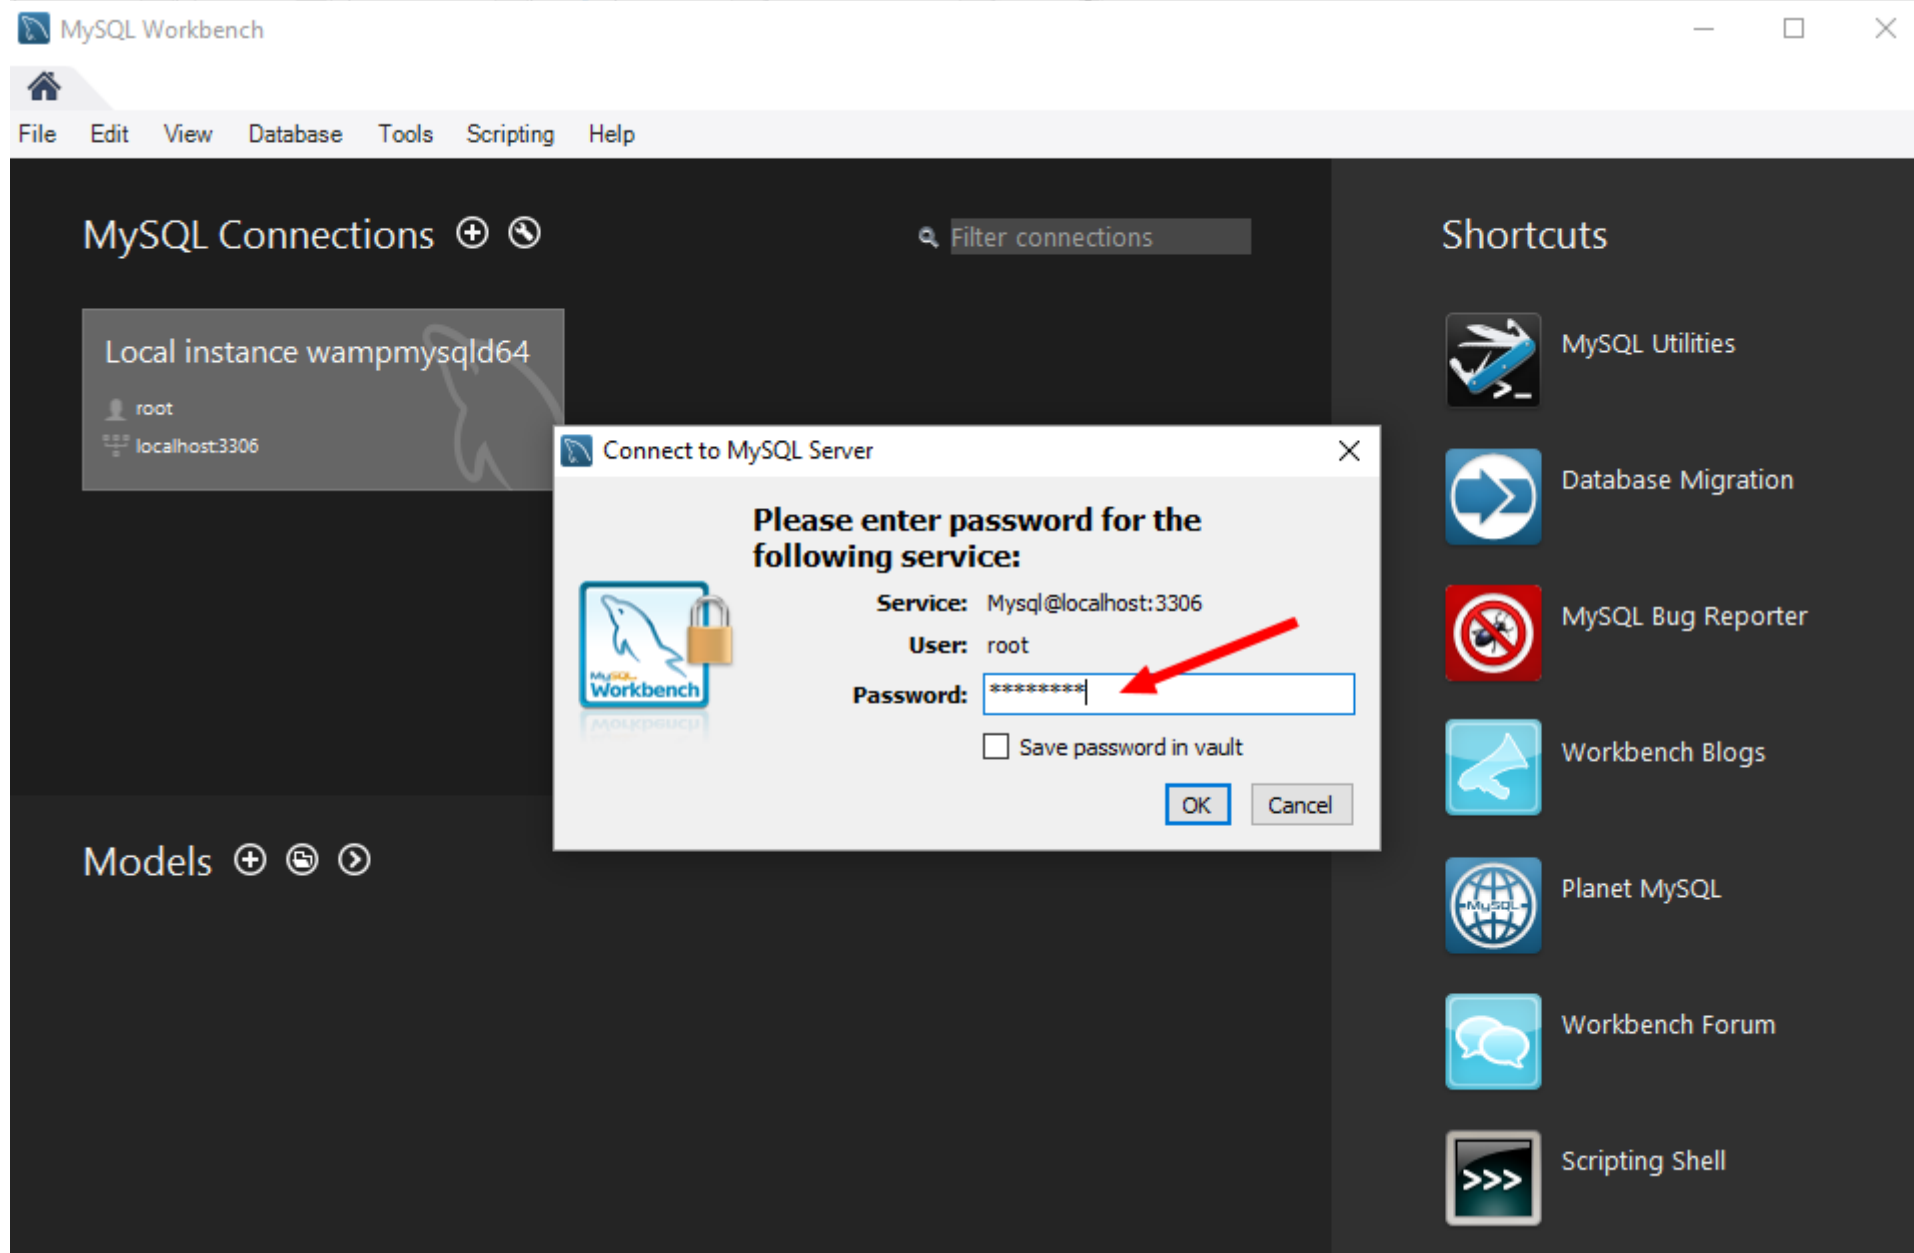 MySQL Workbench
File Edit View Database Tools Scripting Help
MySQL Connections
Filter connections
Local instance wampmysqld64
root
localhost:3306
Connect to MySQL Server
Please enter password for the
following service:
Service: Mysql@localhost:3306
User: root
Password: ********
Save password in vault
OK Cancel
MySQL
Workbench
Models
Shortcuts
MySQL Utilities
Database Migration
MySQL Bug Reporter
Workbench Blogs
MySQL
Planet MySQL
Workbench Forum
>>>
Scripting Shell